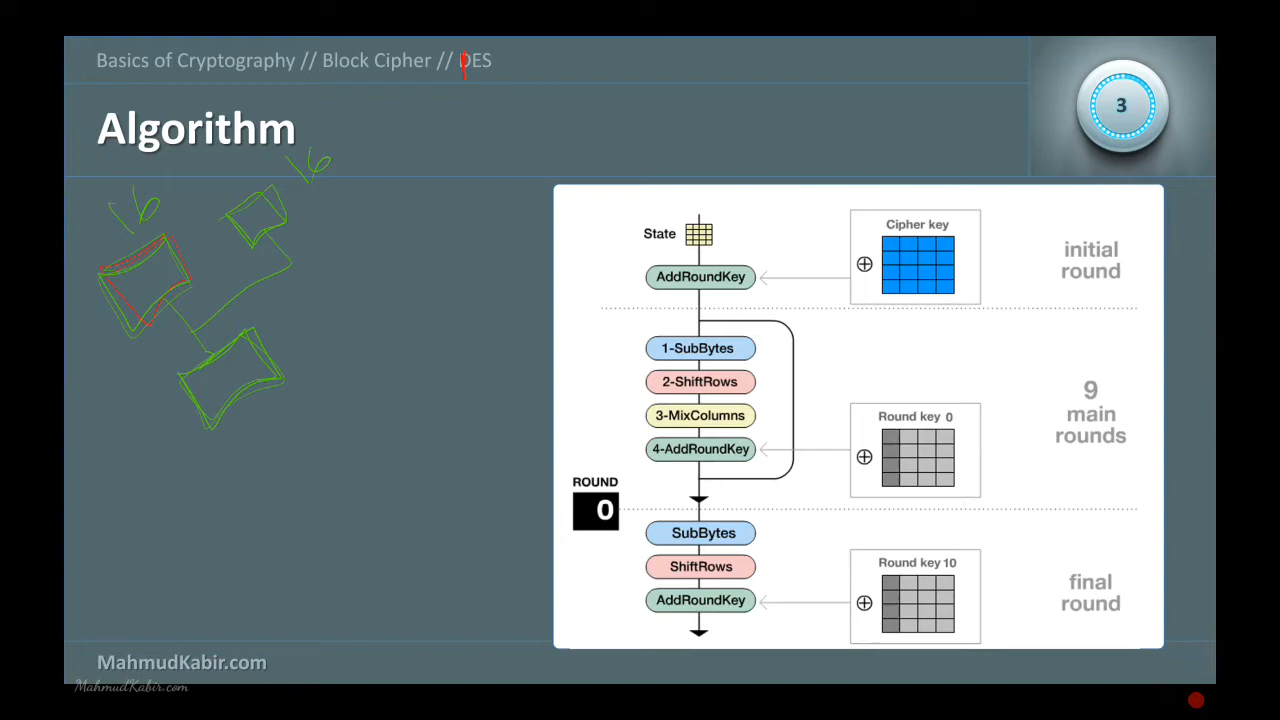 Basics of Cryptography // Block Cipher // DES
3
Algorithm
16
16
State
AddRoundKey
Cipher key
initial
round
1-SubBytes
2-ShiftRows
3-MixColumns
4-AddRoundKey
Round key 0
9
main
rounds
ROUND
0
SubBytes
ShiftRows
AddRoundKey
Round key 10
final
round
MahmudKabir.com
MahmudKabir.com